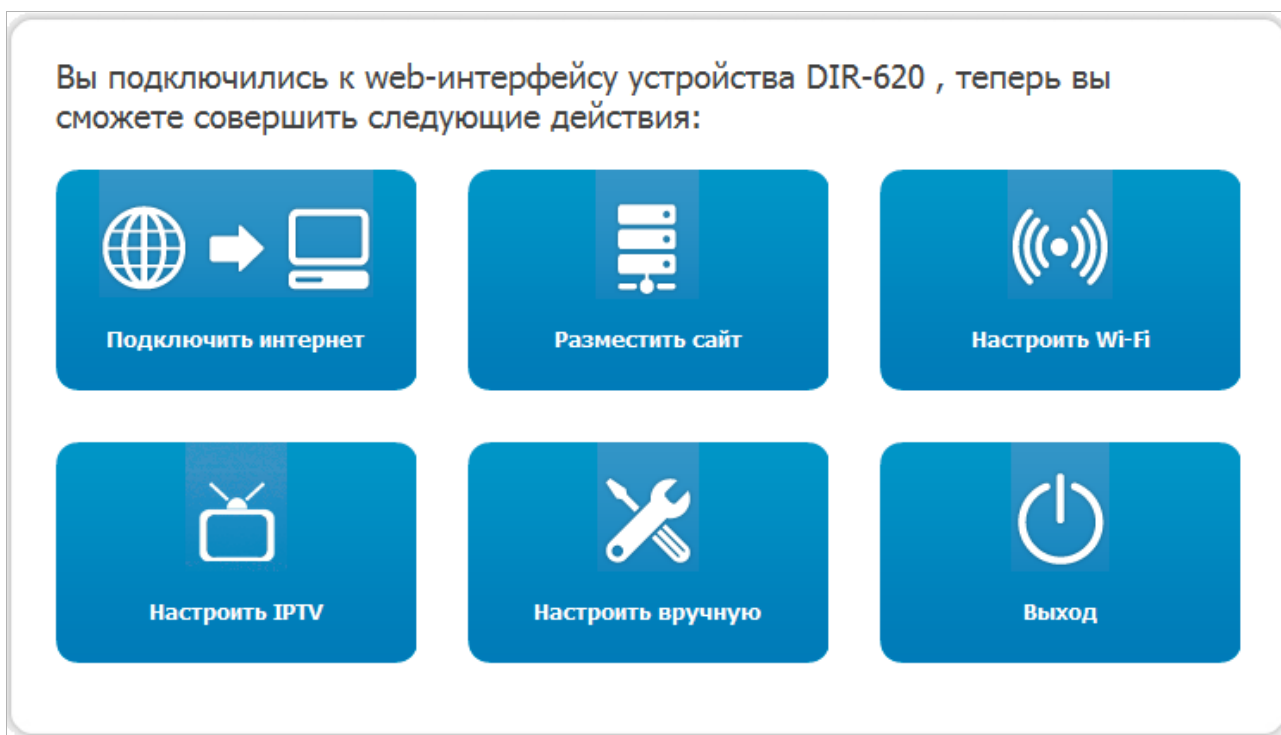 Вы подключились к web-интерфейсу устройства DIR-620 , теперь вы
сможете совершить следующие действия:
Подключить интернет
Разместить сайт
Настроить Wi-Fi
Настроить IPTV
Настроить вручную
Выход